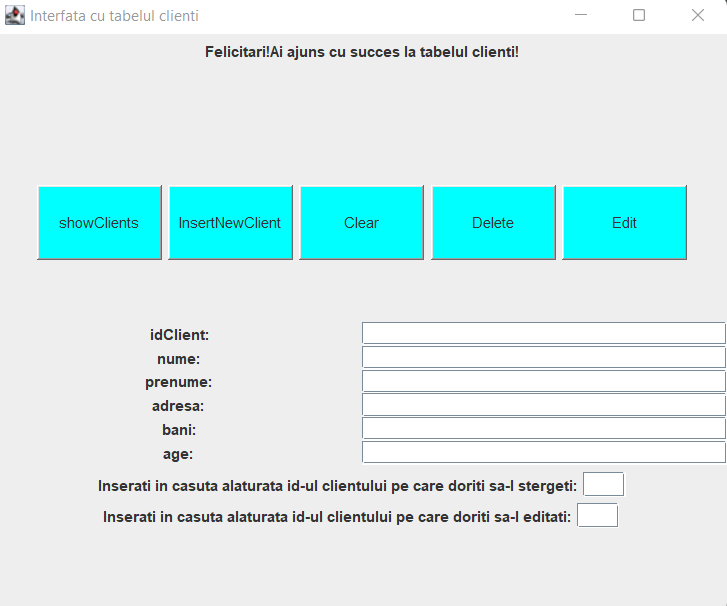 Interfata cu tabelul clienti
Felicitari!Ai ajuns cu succes la tabelul clienti!
showClients InsertNewClient Clear Delete Edit
idClient:
nume:
prenume:
adresa:
bani:
age:
Inserati in casuta alaturata id-ul clientului pe care doriti sa-l stergeti:
Inserati in casuta alaturata id-ul clientului pe care doriti sa-l editati: